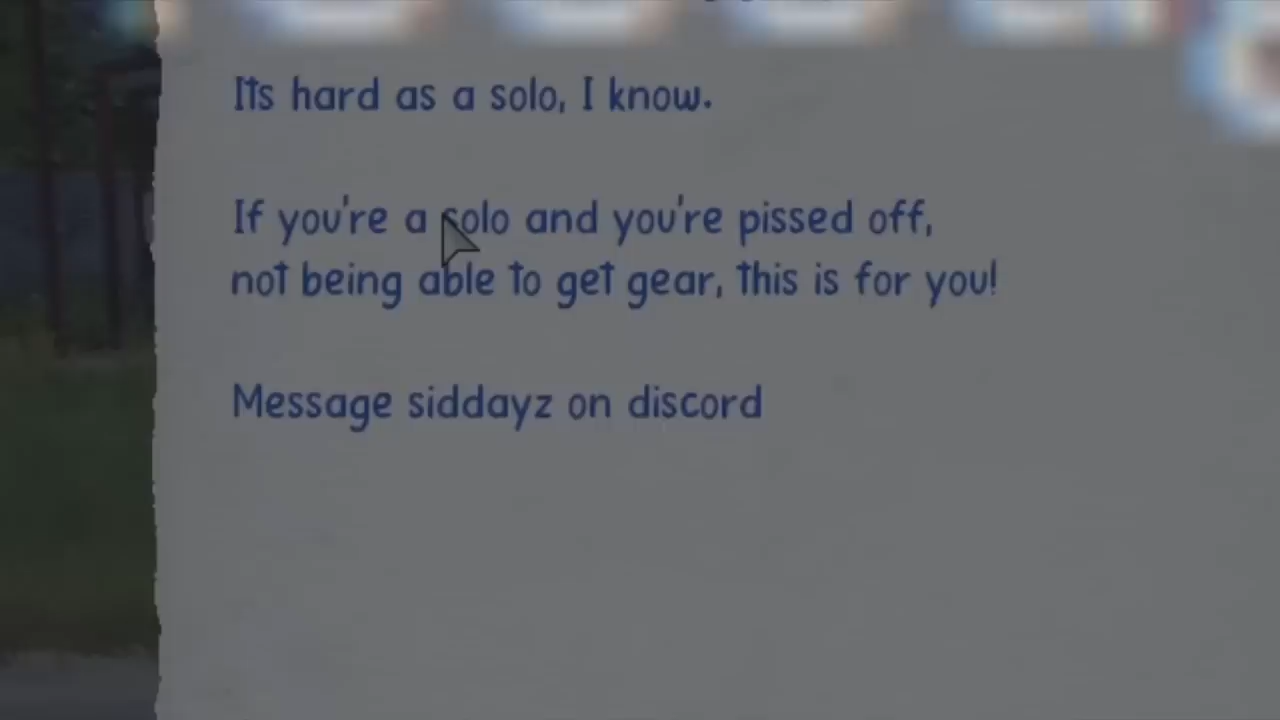 Its hard as a solo, I know.
If you're a solo and you're pissed off,
not being able to get gear, this is for you!
Message siddayz on discord